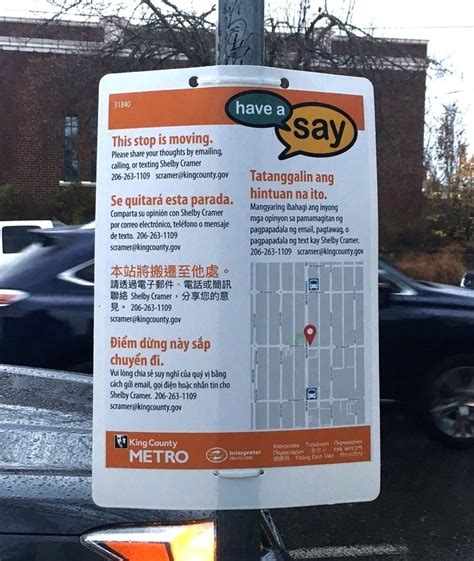 31840
have a
say
This stop is moving.
Please share your thoughts by emailing,
calling, or texting Shelby Cramer
206-263-1109 scramer@kingcounty.gov
Se quitará esta parada.
Comparta su opinión con Shelby Cramer
por correo electrónico, teléfono o mensaje
de texto. 206-263-1109
scramer@kingcounty.gov
本站將搬遷至他處。
請透過電子郵件、電話或簡訊
聯絡 Shelby Cramer，分享您的意
見。 206-263-1109
scramer@kingcounty.gov
Điểm dừng này sắp
chuyển đi.
Vui lòng chia sẻ suy nghĩ của quý vị bằng
cách gửi email, gọi điện hoặc nhắn tin cho
Shelby Cramer. 206-263-1109
scramer@kingcounty.gov
Tatanggalin ang
hintuan na ito.
Mangyaring ibahagi ang inyong
mga opinyon sa pamamagitan ng
pagpapadala ng email, pagtawag, o
pagpapadala ng text kay Shelby Cramer.
206-263-1109 scramer@kingcounty.gov
King County
METRO
Interpreter
Interpretes
Thông Dịch Viên